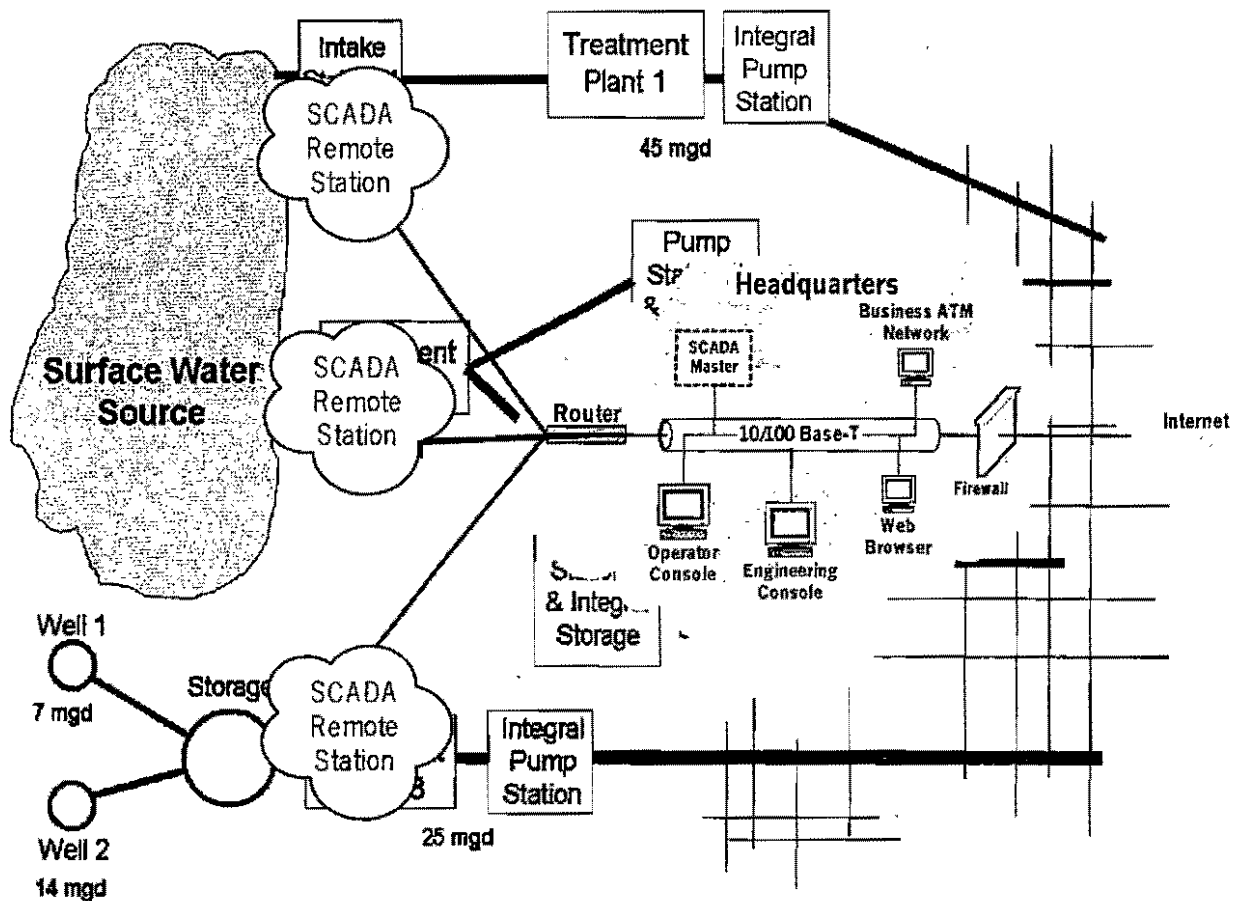 Intake
SCADA
Remote
Station
Treatment
Plant 1
Integral
Pump
Station
45 mgd
Pump
&
Headquarters
Business ATM
Network
SCADA
Master
Surface Water
Source
SCADA
Remote
Station
Router
10/100 Base-T
Internet
Firewall
Operator
Console
Engineering
Console
Web
Browser
& Integ
Storage
Well 1
7 mgd
Storage
SCADA
Remote
Station
Integral
Pump
Station
25 mgd
Well 2
14 mgd